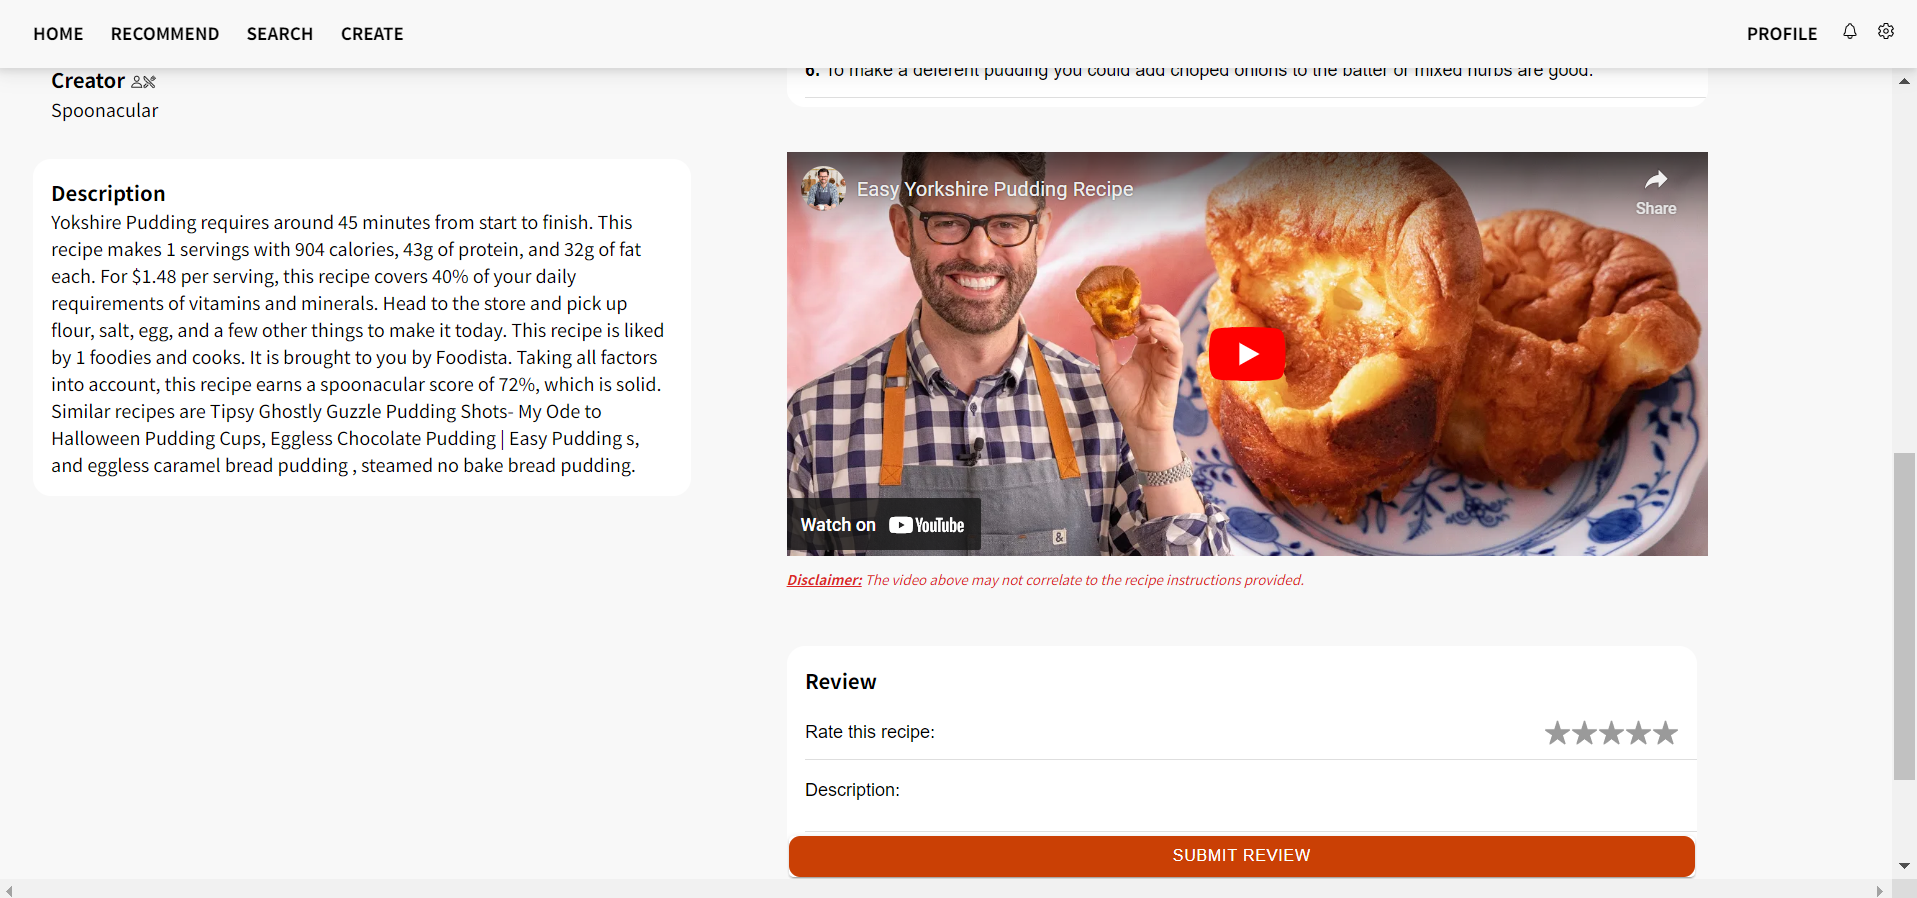 HOME RECOMMEND SEARCH CREATE PROFILE
Creator
Spoonacular
Description
Yokshire Pudding requires around 45 minutes from start to finish. This
recipe makes 1 servings with 904 calories, 43g of protein, and 32g of fat
each. For $1.48 per serving, this recipe covers 40% of your daily
requirements of vitamins and minerals. Head to the store and pick up
flour, salt, egg, and a few other things to make it today. This recipe is liked
by 1 foodies and cooks. It is brought to you by Foodista. Taking all factors
into account, this recipe earns a spoonacular score of 72%, which is solid.
Similar recipes are Tipsy Ghostly Guzzle Pudding Shots- My Ode to
Halloween Pudding Cups, Eggless Chocolate Pudding | Easy Pudding s,
and eggless caramel bread pudding , steamed no bake bread pudding.
6. To make a deferent pudding you could add choped onions to the batter or mixed hurbs are good.
Easy Yorkshire Pudding Recipe
Share
&
Watch on YouTube
Disclaimer: The video above may not correlate to the recipe instructions provided.
Review
Rate this recipe:
Description:
SUBMIT REVIEW